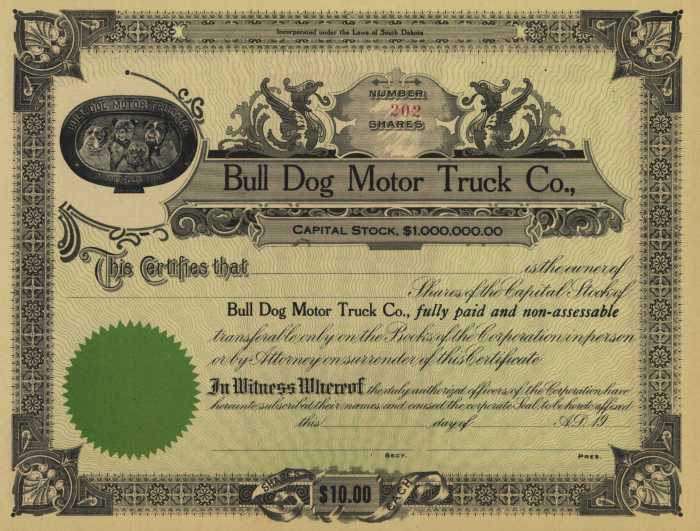 Incorporated under the Laws of South Dakota
BULL DOG MOTOR TRUCK CO.
NUMBER
202
SHARES
Bull Dog Motor Truck Co.,
CAPITAL STOCK, $1,000,000.00
This Certifies that
is the owner of
Shares of the Capital Stock of
Bull Dog Motor Truck Co., fully paid and non-assessable
transferable only on the Books of the Corporation in person
or by Attorney on surrender of this Certificate
In Witness Whereof the duly authorized officers of the Corporation have
hereunto subscribed their names and caused the corporate Seal to be hereto affixed
this day of A.D. 19
SECY. PRES.
SHARES $10.00 EACH